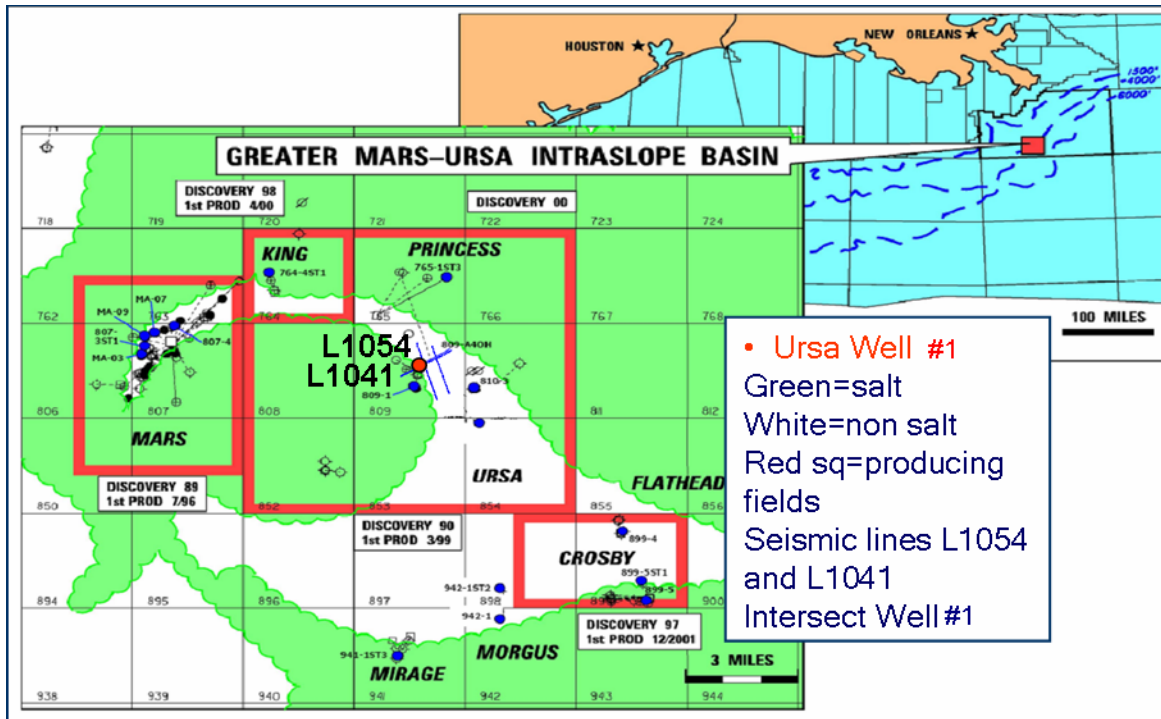 HOUSTON
NEW ORLEANS
1500'
4000'
6000'
GREATER MARS–URSA INTRASLOPE BASIN
DISCOVERY 98
1st PROD 4/00
DISCOVERY 00
718
719
720
721
722
723
724
KING
PRINCESS
764-4ST1
765-1ST3
MA-07
MA-09
762
763
764
765
766
768
807-
3ST1
807-4
MA-03
L1054
809-A4OH
L1041
810-3
809-1
100 MILES
• Ursa Well #1
Green=salt
White=non salt
Red sq=producing
fields
Seismic lines L1054
and L1041
Intersect Well #1
806
807
808
809
811
812
MARS
URSA
FLATHEAD
DISCOVERY 89
1st PROD 7/96
850
852
853
854
855
856
DISCOVERY 90
1st PROD 3/99
899-4
CROSBY
899-5ST1
899-5
942-1ST2
894
895
896
897
898
900
942-1
DISCOVERY 97
1st PROD 12/2001
941-1ST3
MIRAGE
MORGUS
3 MILES
938
939
940
941
942
943
944